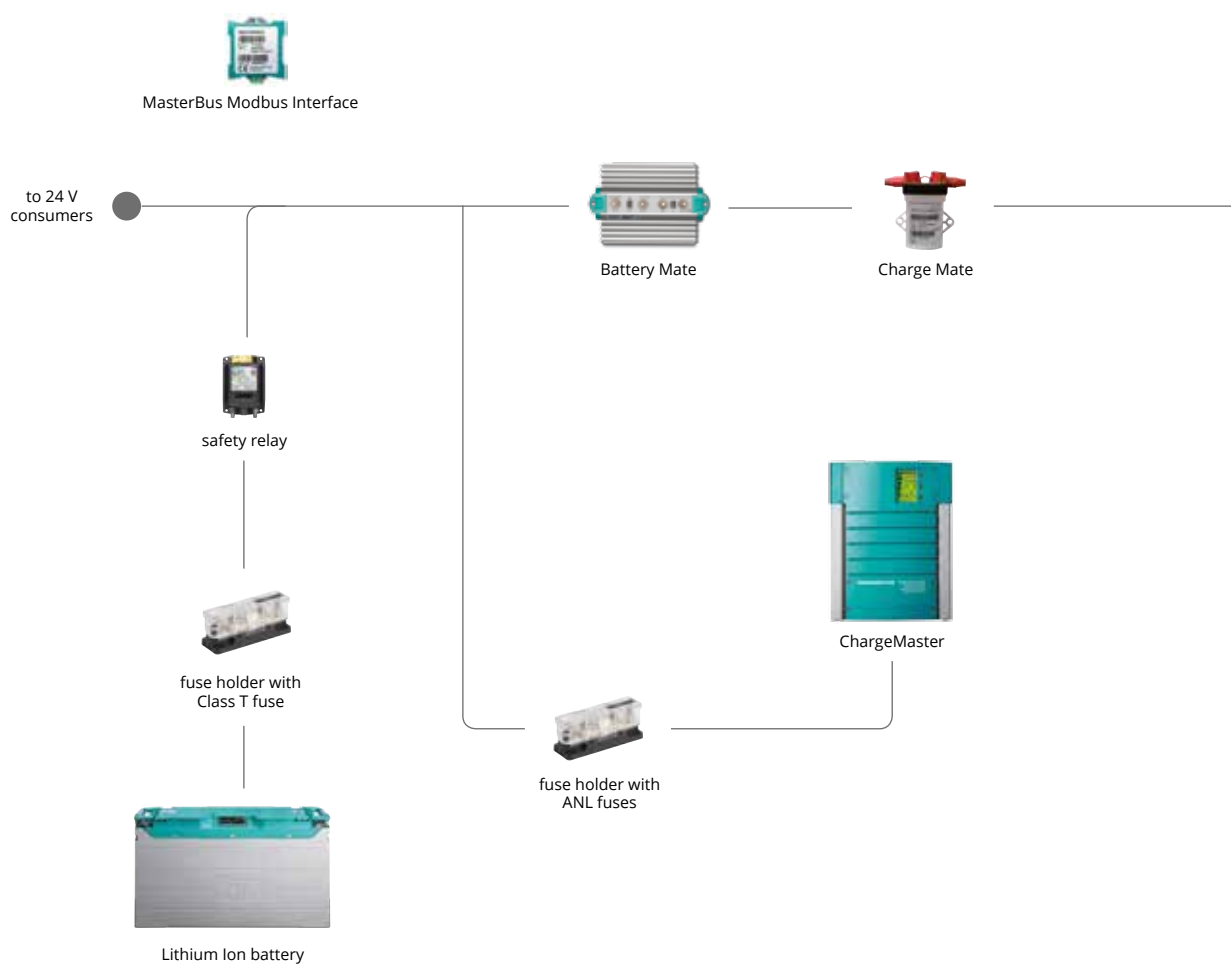 MasterBus Modbus Interface
to 24 V
consumers
Battery Mate
Charge Mate
safety relay
ChargeMaster
fuse holder with
Class T fuse
fuse holder with
ANL fuses
Lithium Ion battery